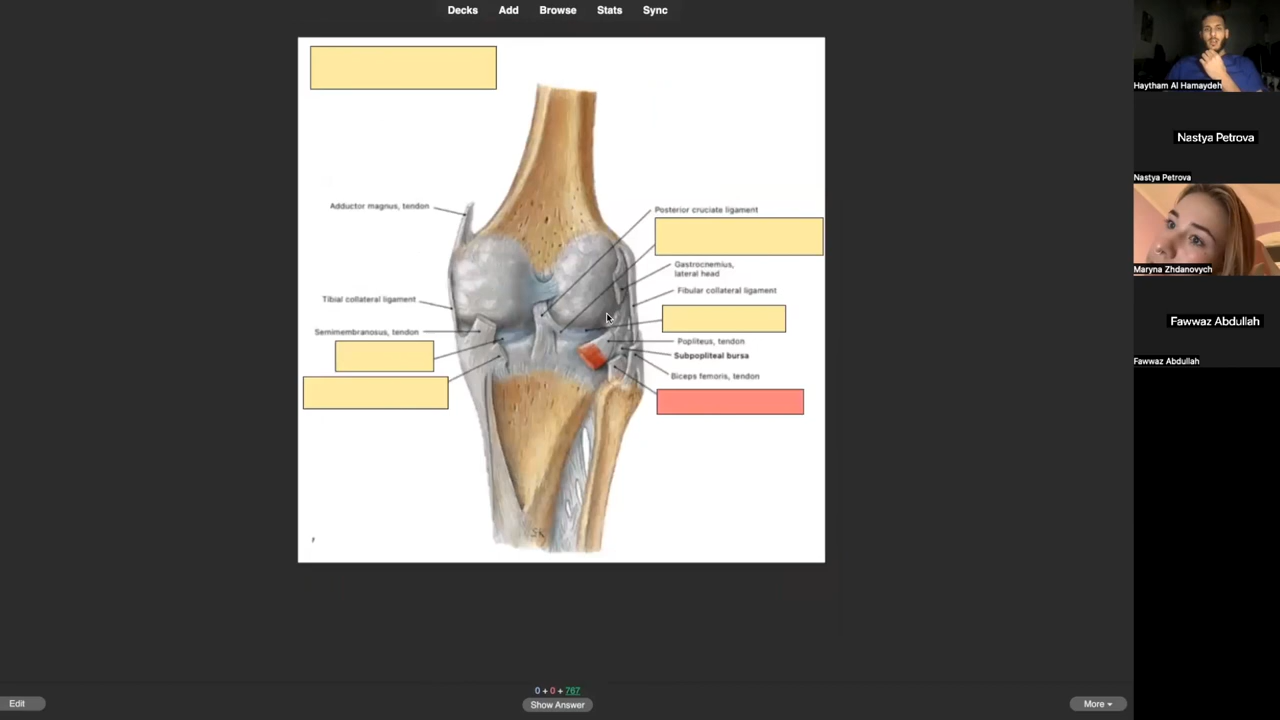 Decks Add Browse Stats Sync
Adductor magnus, tendon
Tibial collateral ligament
Semimembranosus, tendon
Posterior cruciate ligament
Gastrocnemius,
lateral head
Fibular collateral ligament
Popliteus, tendon
Subpopliteal bursa
Biceps femoris, tendon
SK
r
Edit
0 + 0 + 767
Show Answer
More
Haytham Al Hamaydeh
Nastya Petrova
Nastya Petrova
Maryna Zhdanovych
Fawwaz Abdullah
Fawwaz Abdullah